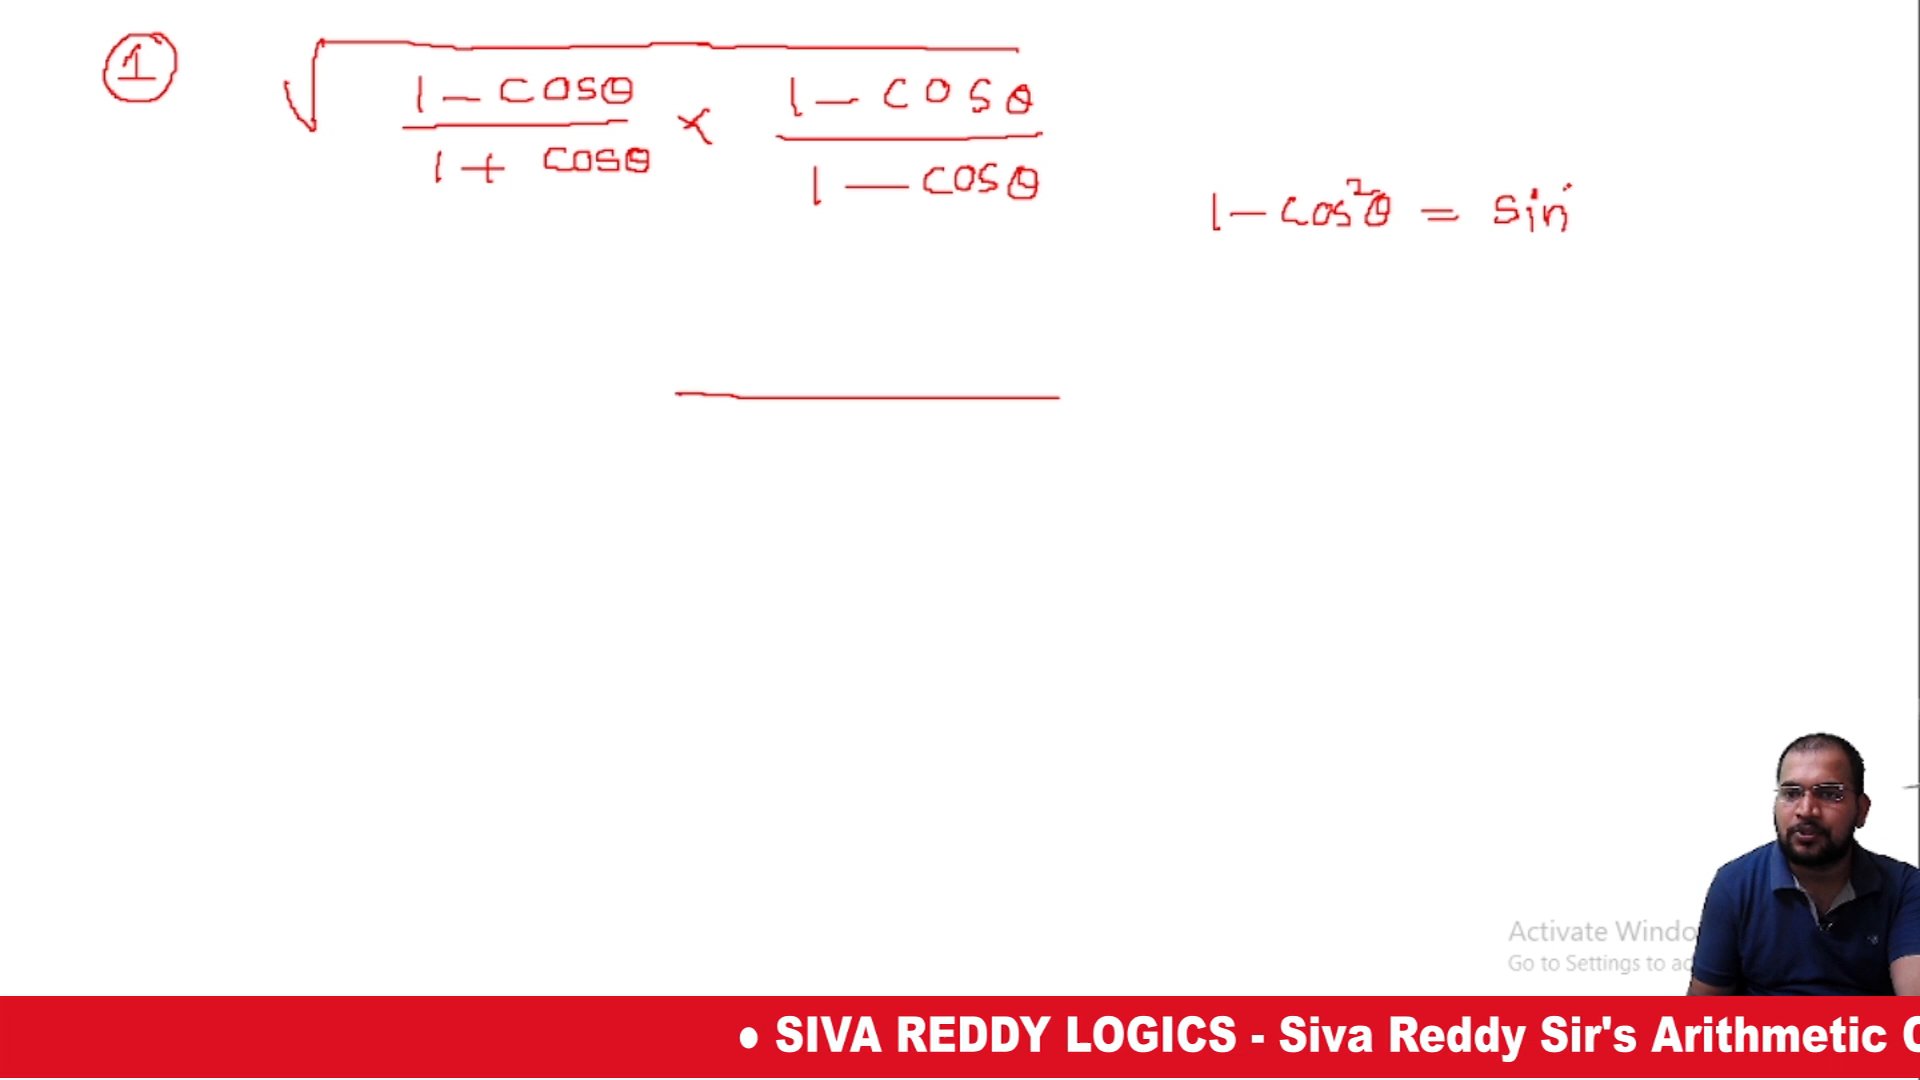 ① √ 1 - cosθ / 1 + cosθ × 1 - cosθ / 1 - cosθ
1 - cos²θ = sin
Activate Windo
Go to Settings to ac
• SIVA REDDY LOGICS - Siva Reddy Sir's Arithmetic C